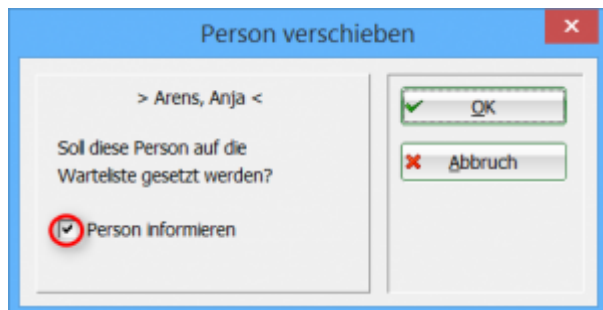 Person verschieben
> Arens, Anja <
Soll diese Person auf die
Warteliste gesetzt werden?
Person informieren
OK
Abbruch